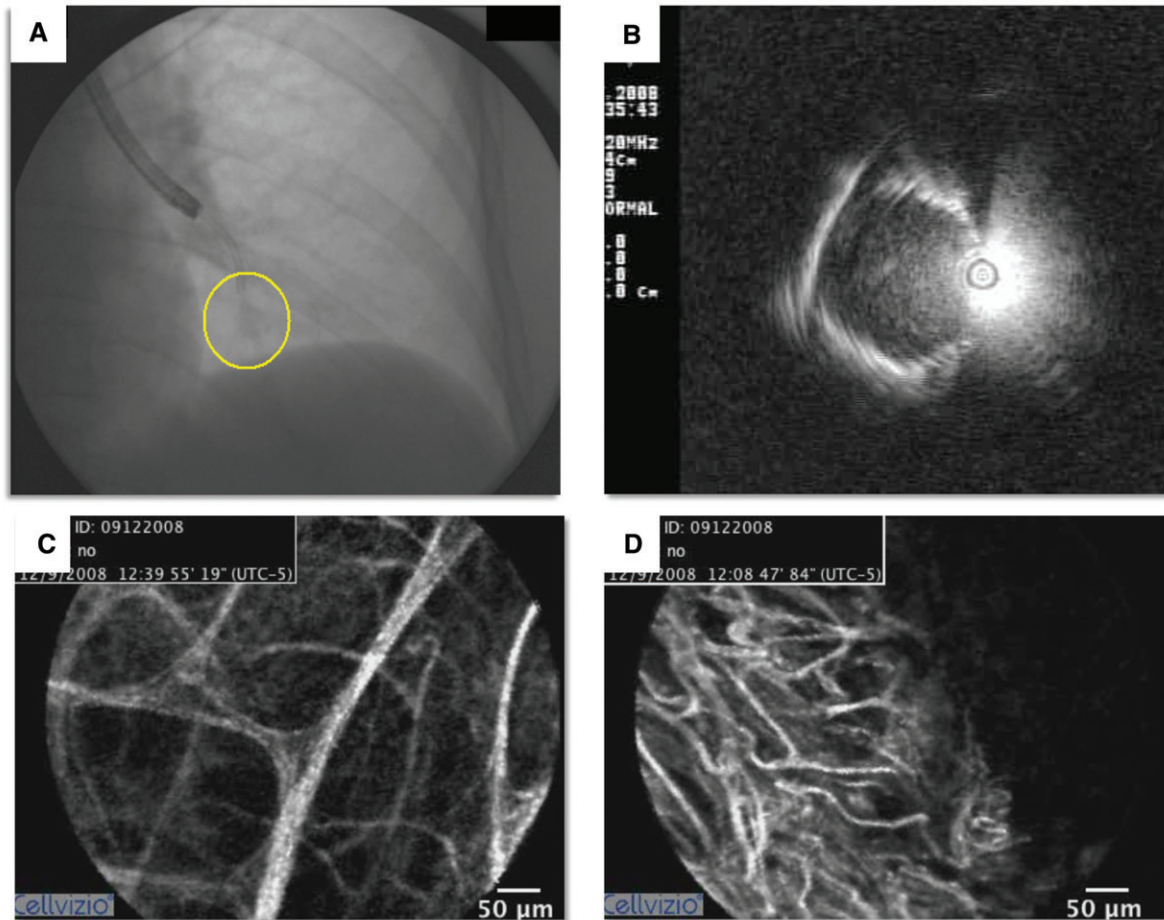 A
B
.2008
35:43
20MHz
4cm
9
3
ORMAL
.0
.0
.0
.0 cm
C
ID: 09122008
no
12/9/2008 12:39 55' 19" (UTC-5)
Cellvizio®
50 µm
D
ID: 09122008
no
12/9/2008 12:08 47' 84" (UTC-5)
Cellvizio®
50 µm